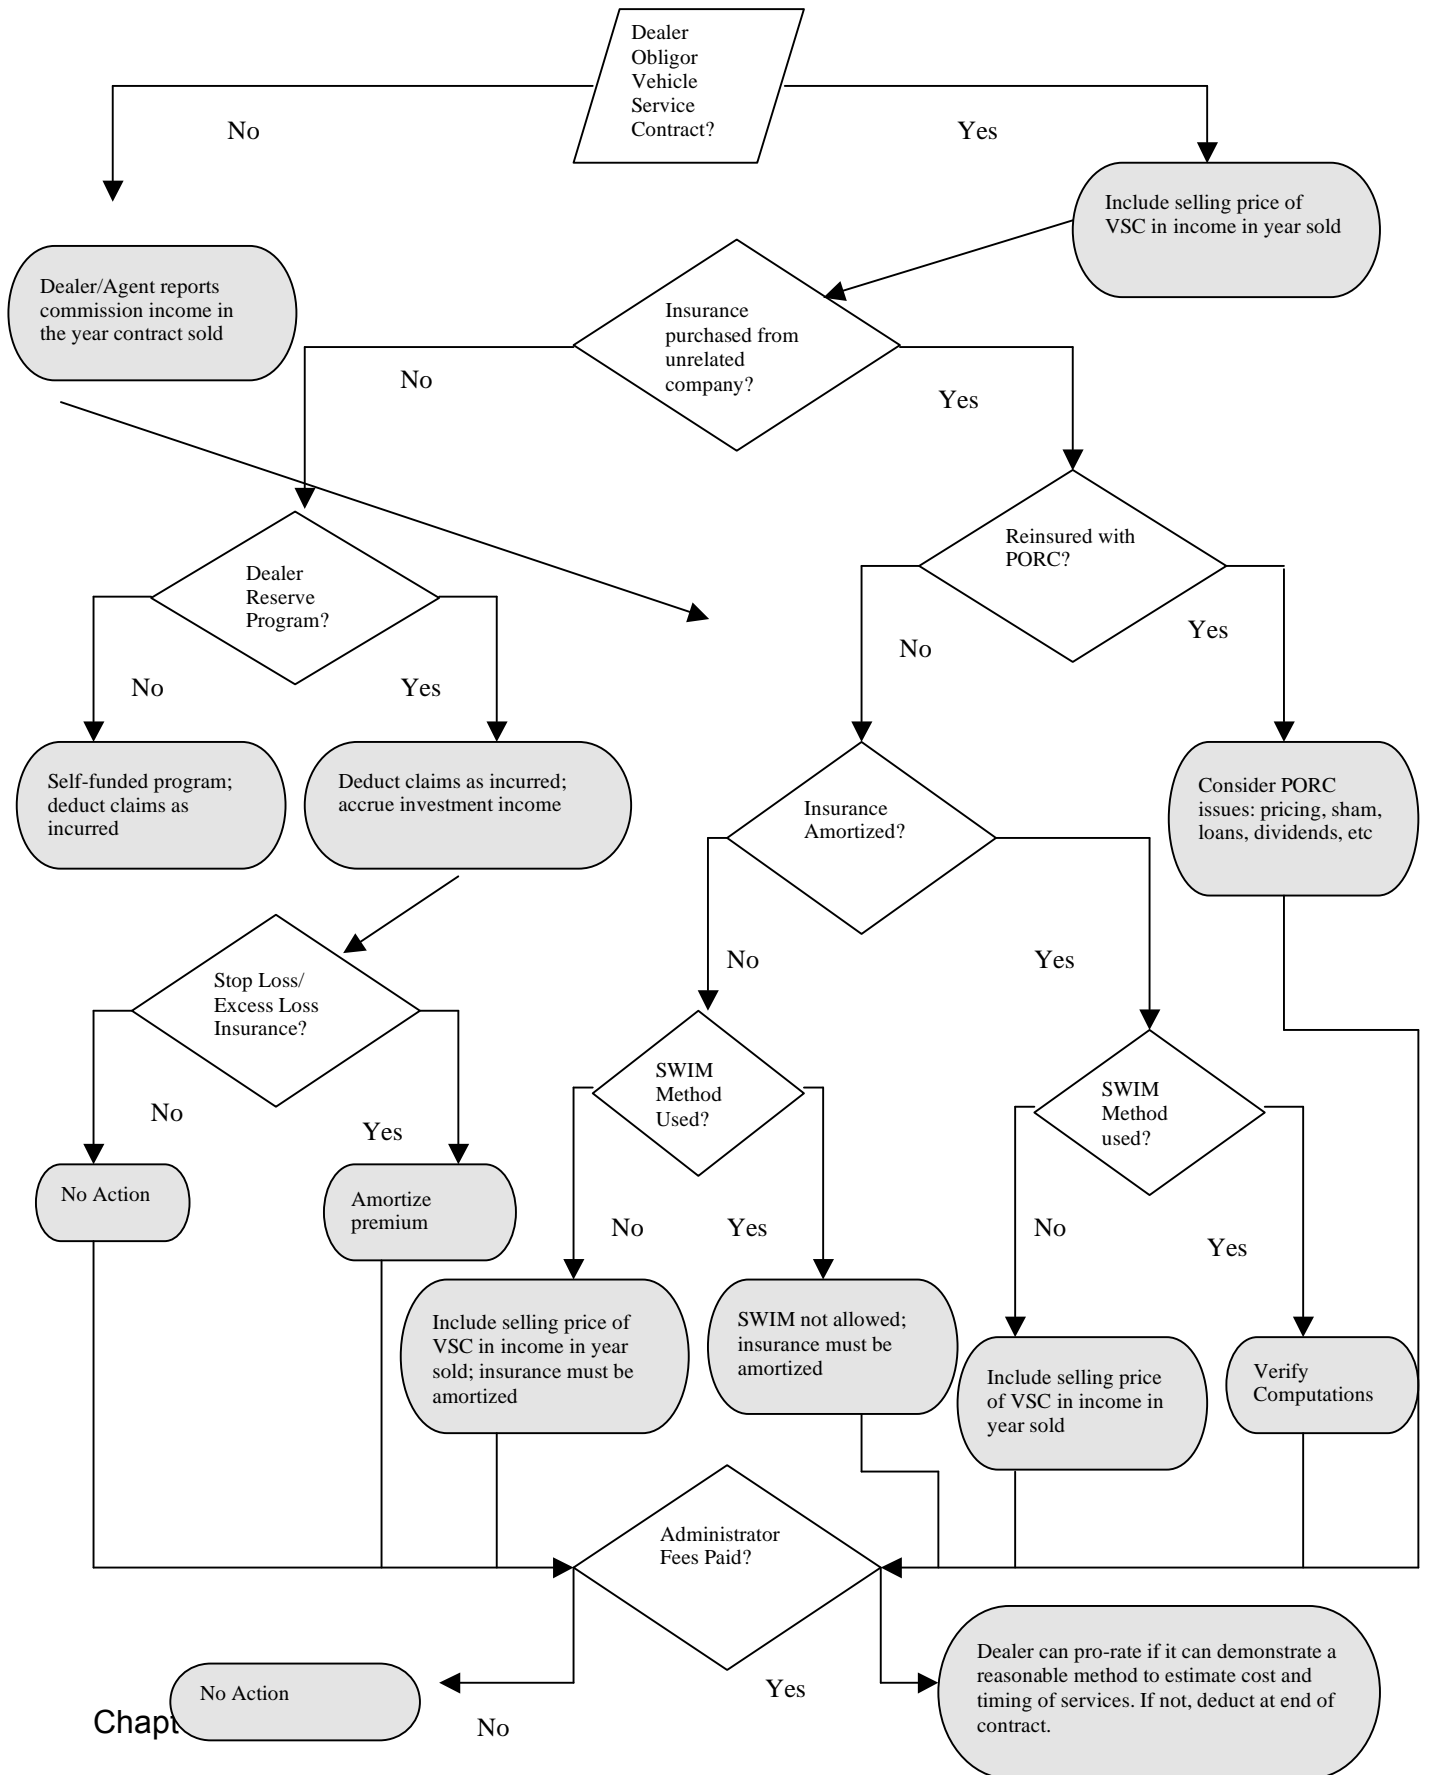 Dealer
Obligor
Vehicle
Service
Contract?
No
Yes
Include selling price of
VSC in income in year sold
Dealer/Agent reports
commission income in
the year contract sold
Insurance
purchased from
unrelated
company?
No
Yes
Reinsured with
PORC?
Dealer
Reserve
Program?
No
Yes
No
Yes
Self-funded program;
deduct claims as
incurred
Deduct claims as incurred;
accrue investment income
Insurance
Amortized?
Consider PORC
issues: pricing, sham,
loans, dividends, etc
No
Yes
Stop Loss/
Excess Loss
Insurance?
SWIM
Method
Used?
SWIM
Method
used?
No
Yes
No Action
Amortize
premium
No
Yes
No
Yes
Include selling price of
VSC in income in year
sold; insurance must be
amortized
SWIM not allowed;
insurance must be
amortized
Include selling price
of VSC in income in
year sold
Verify
Computations
Administrator
Fees Paid?
Dealer can pro-rate if it can demonstrate a
reasonable method to estimate cost and
timing of services. If not, deduct at end of
contract.
Yes
No Action
No
Chapt